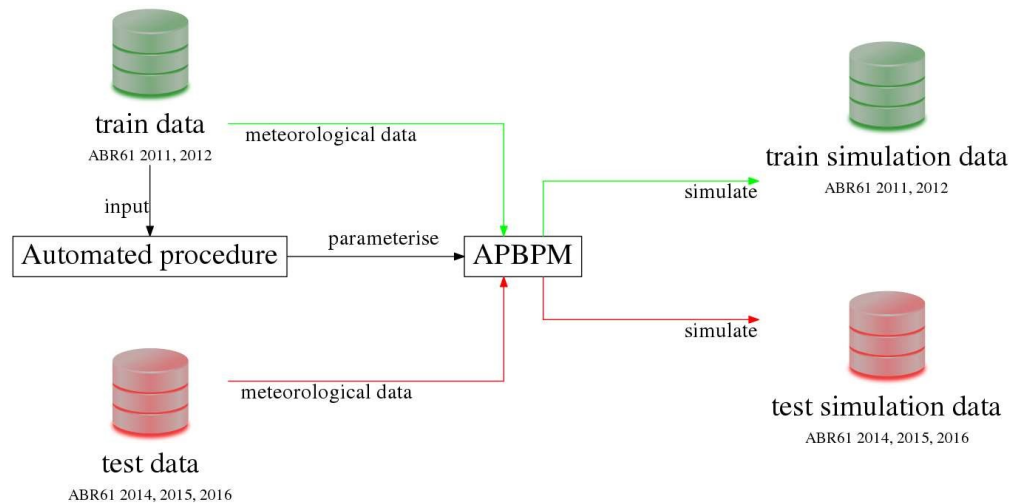 train data
ABR61 2011, 2012
meteorological data
train simulation data
ABR61 2011, 2012
input
simulate
Automated procedure
parameterise
APBPM
simulate
meteorological data
test data
ABR61 2014, 2015, 2016
test simulation data
ABR61 2014, 2015, 2016